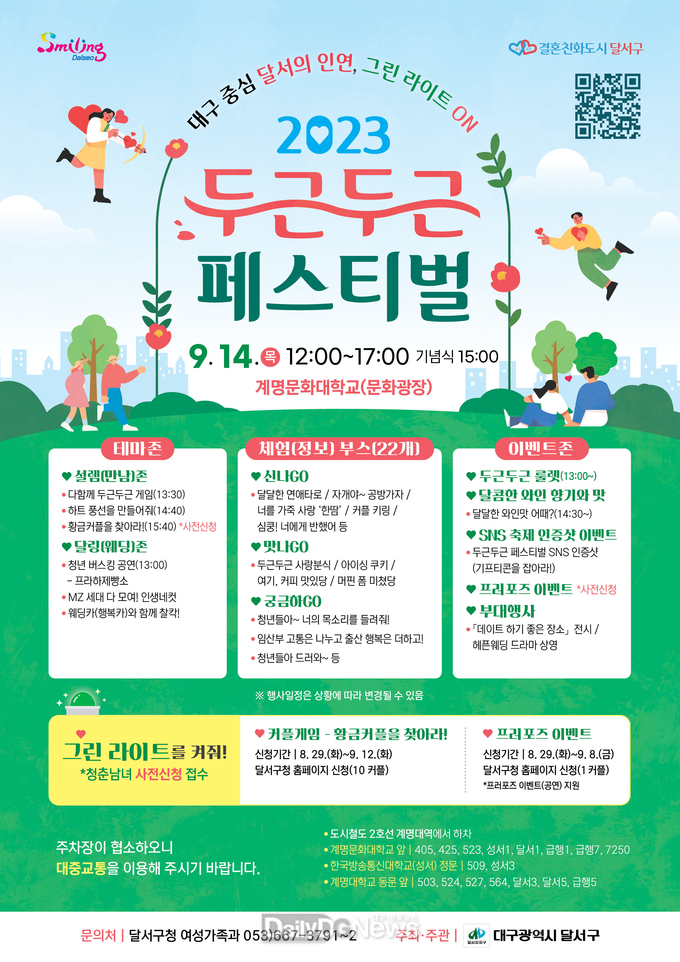 Smiling
Dalseo
결혼친화도시 달서구
대구 중심 달서의 인연, 그린 라이트 ON
2023
두근두근
페스티벌
9. 14. 목 12:00~17:00 기념식 15:00
계명문화대학교(문화광장)
테마존
설렘(만남)존
• 다함께 두근두근 게임(13:30)
• 하트 풍선을 만들어줘(14:40)
• 황금커플을 찾아라!(15:40) *사전신청
달링(웨딩)존
• 청년 버스킹 공연(13:00)
- 프라하제빵소
• MZ 세대 다 모여! 인생네컷
• 웨딩카(행복카)와 함께 찰칵!
체험(정보) 부스(22개)
신나GO
• 달달한 연애타로 / 자개야~ 공방가자 /
너를 가죽 사랑 '한땀' / 커플 키링 /
심쿵! 너에게 반했어 등
맛나GO
• 두근두근 사랑분식 / 아이싱 쿠키 /
여기, 커피 맛있당 / 머핀 폼 미쳤당
궁금하GO
• 청년들아~ 너의 목소리를 들려줘!
• 임산부 고통은 나누고 출산 행복은 더하고!
• 청년들아 드러와~ 등
이벤트존
두근두근 룰렛(13:00~)
달콤한 와인 향기와 맛
• 달달한 와인맛 어때?(14:30~)
SNS 축제 인증샷 이벤트
• 두근두근 페스티벌 SNS 인증샷
(기프티콘을 잡아라!)
프러포즈 이벤트 *사전신청
부대행사
• 「데이트 하기 좋은 장소」 전시 /
헤픈웨딩 드라마 상영
※ 행사일정은 상황에 따라 변경될 수 있음
그린 라이트를 켜줘!
*청춘남녀 사전신청 접수
커플게임 - 황금커플을 찾아라!
신청기간 | 8. 29.(화)~9. 12.(화)
달서구청 홈페이지 신청(10 커플)
프러포즈 이벤트
신청기간 | 8. 29.(화)~9. 8.(금)
달서구청 홈페이지 신청(1 커플)
*프러포즈 이벤트(공연) 지원
주차장이 협소하오니
대중교통을 이용해 주시기 바랍니다.
• 도시철도 2호선 계명대역에서 하차
• 계명문화대학교 앞 | 405, 425, 523, 성서1, 달서1, 급행1, 급행7, 7250
• 한국방송통신대학교(성서) 정문 | 509, 성서3
• 계명대학교 동문 앞 | 503, 524, 527, 564, 달서3, 달서5, 급행5
문의처 | 달서구청 여성가족과 053)667-3791~2
주최·주관 | 대구광역시 달서구
DailyDGNews